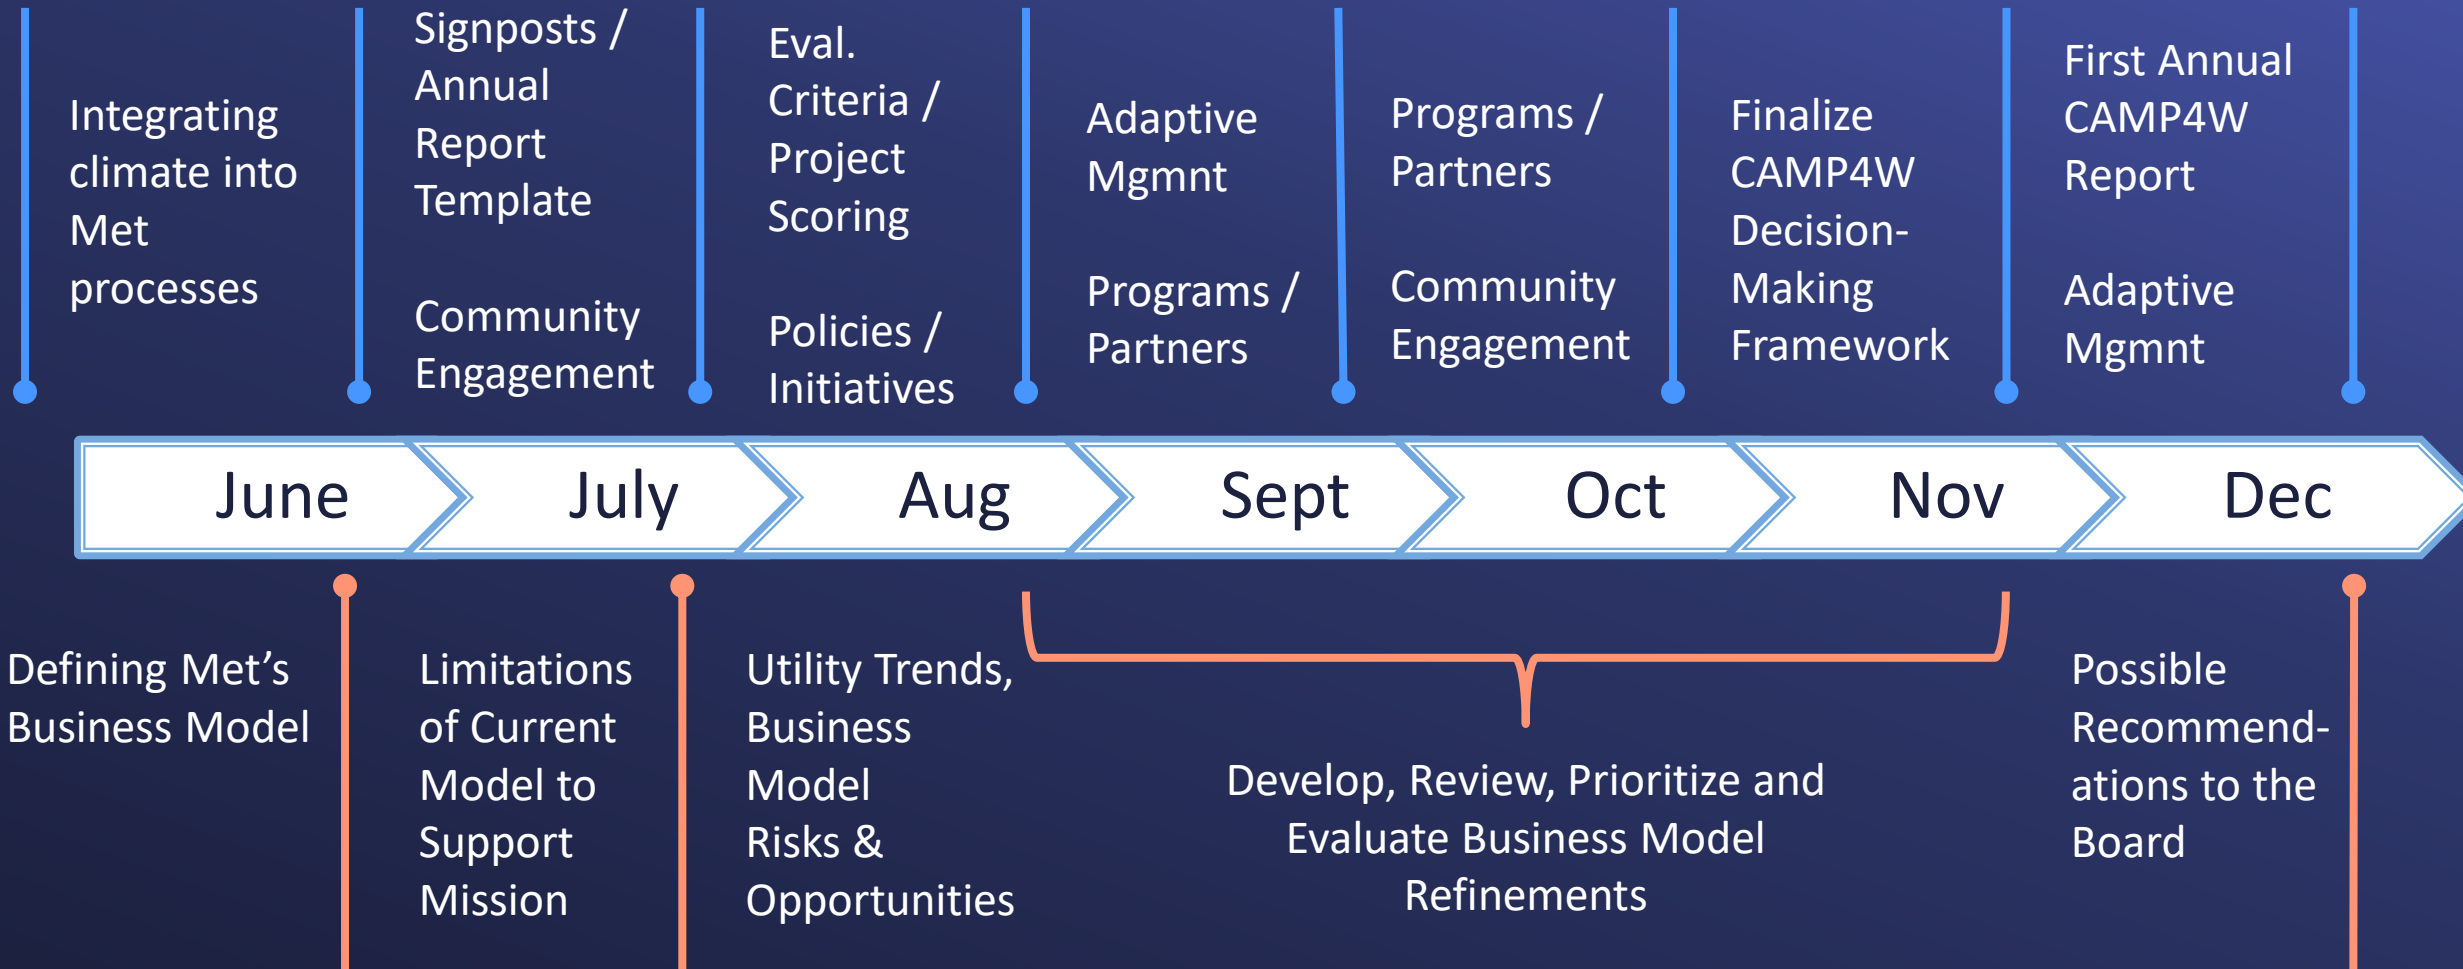 Integrating
climate into
Met
processes
Signposts /
Annual
Report
Template
Community
Engagement
Eval.
Criteria /
Project
Scoring
Policies /
Initiatives
Adaptive
Mgmnt
Programs /
Partners
Programs /
Partners
Community
Engagement
Finalize
CAMP4W
Decision-
Making
Framework
First Annual
CAMP4W
Report
Adaptive
Mgmnt
June
July
Aug
Sept
Oct
Nov
Dec
Defining Met’s
Business Model
Limitations
of Current
Model to
Support
Mission
Utility Trends,
Business
Model
Risks &
Opportunities
Develop, Review, Prioritize and
Evaluate Business Model
Refinements
Possible
Recommend-
ations to the
Board